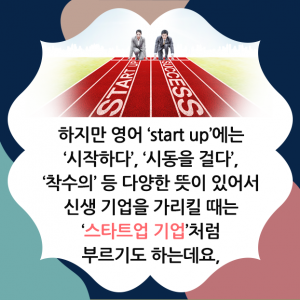 START UP
SUCCESS
하지만 영어 ‘start up’에는
‘시작하다’, ‘시동을 걸다’,
‘착수의’ 등 다양한 뜻이 있어서
신생 기업을 가리킬 때는
‘스타트업 기업’처럼
부르기도 하는데요,